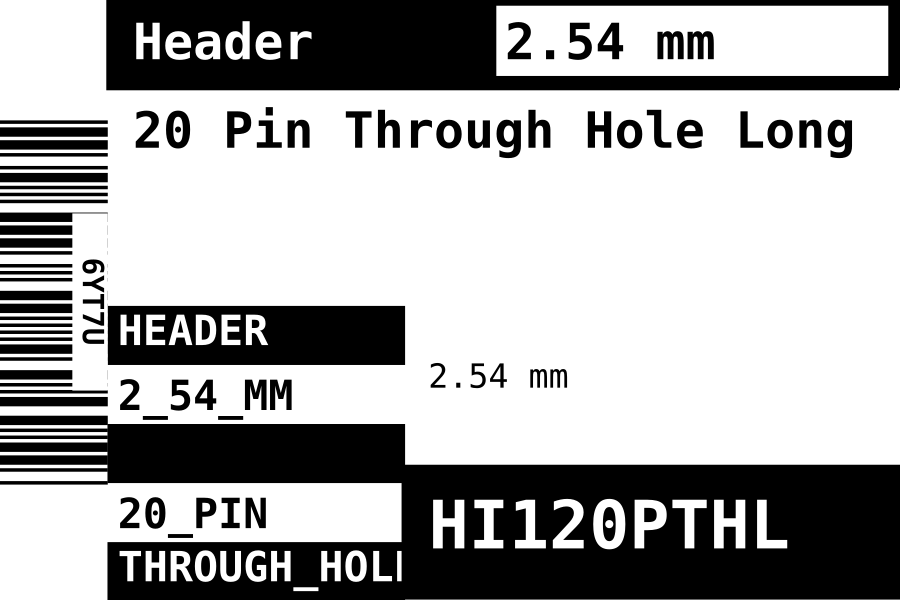 Header
2.54 mm
20 Pin Through Hole Long
6YT7U
HEADER
2_54_MM
2.54 mm
20_PIN
HI120PTHL